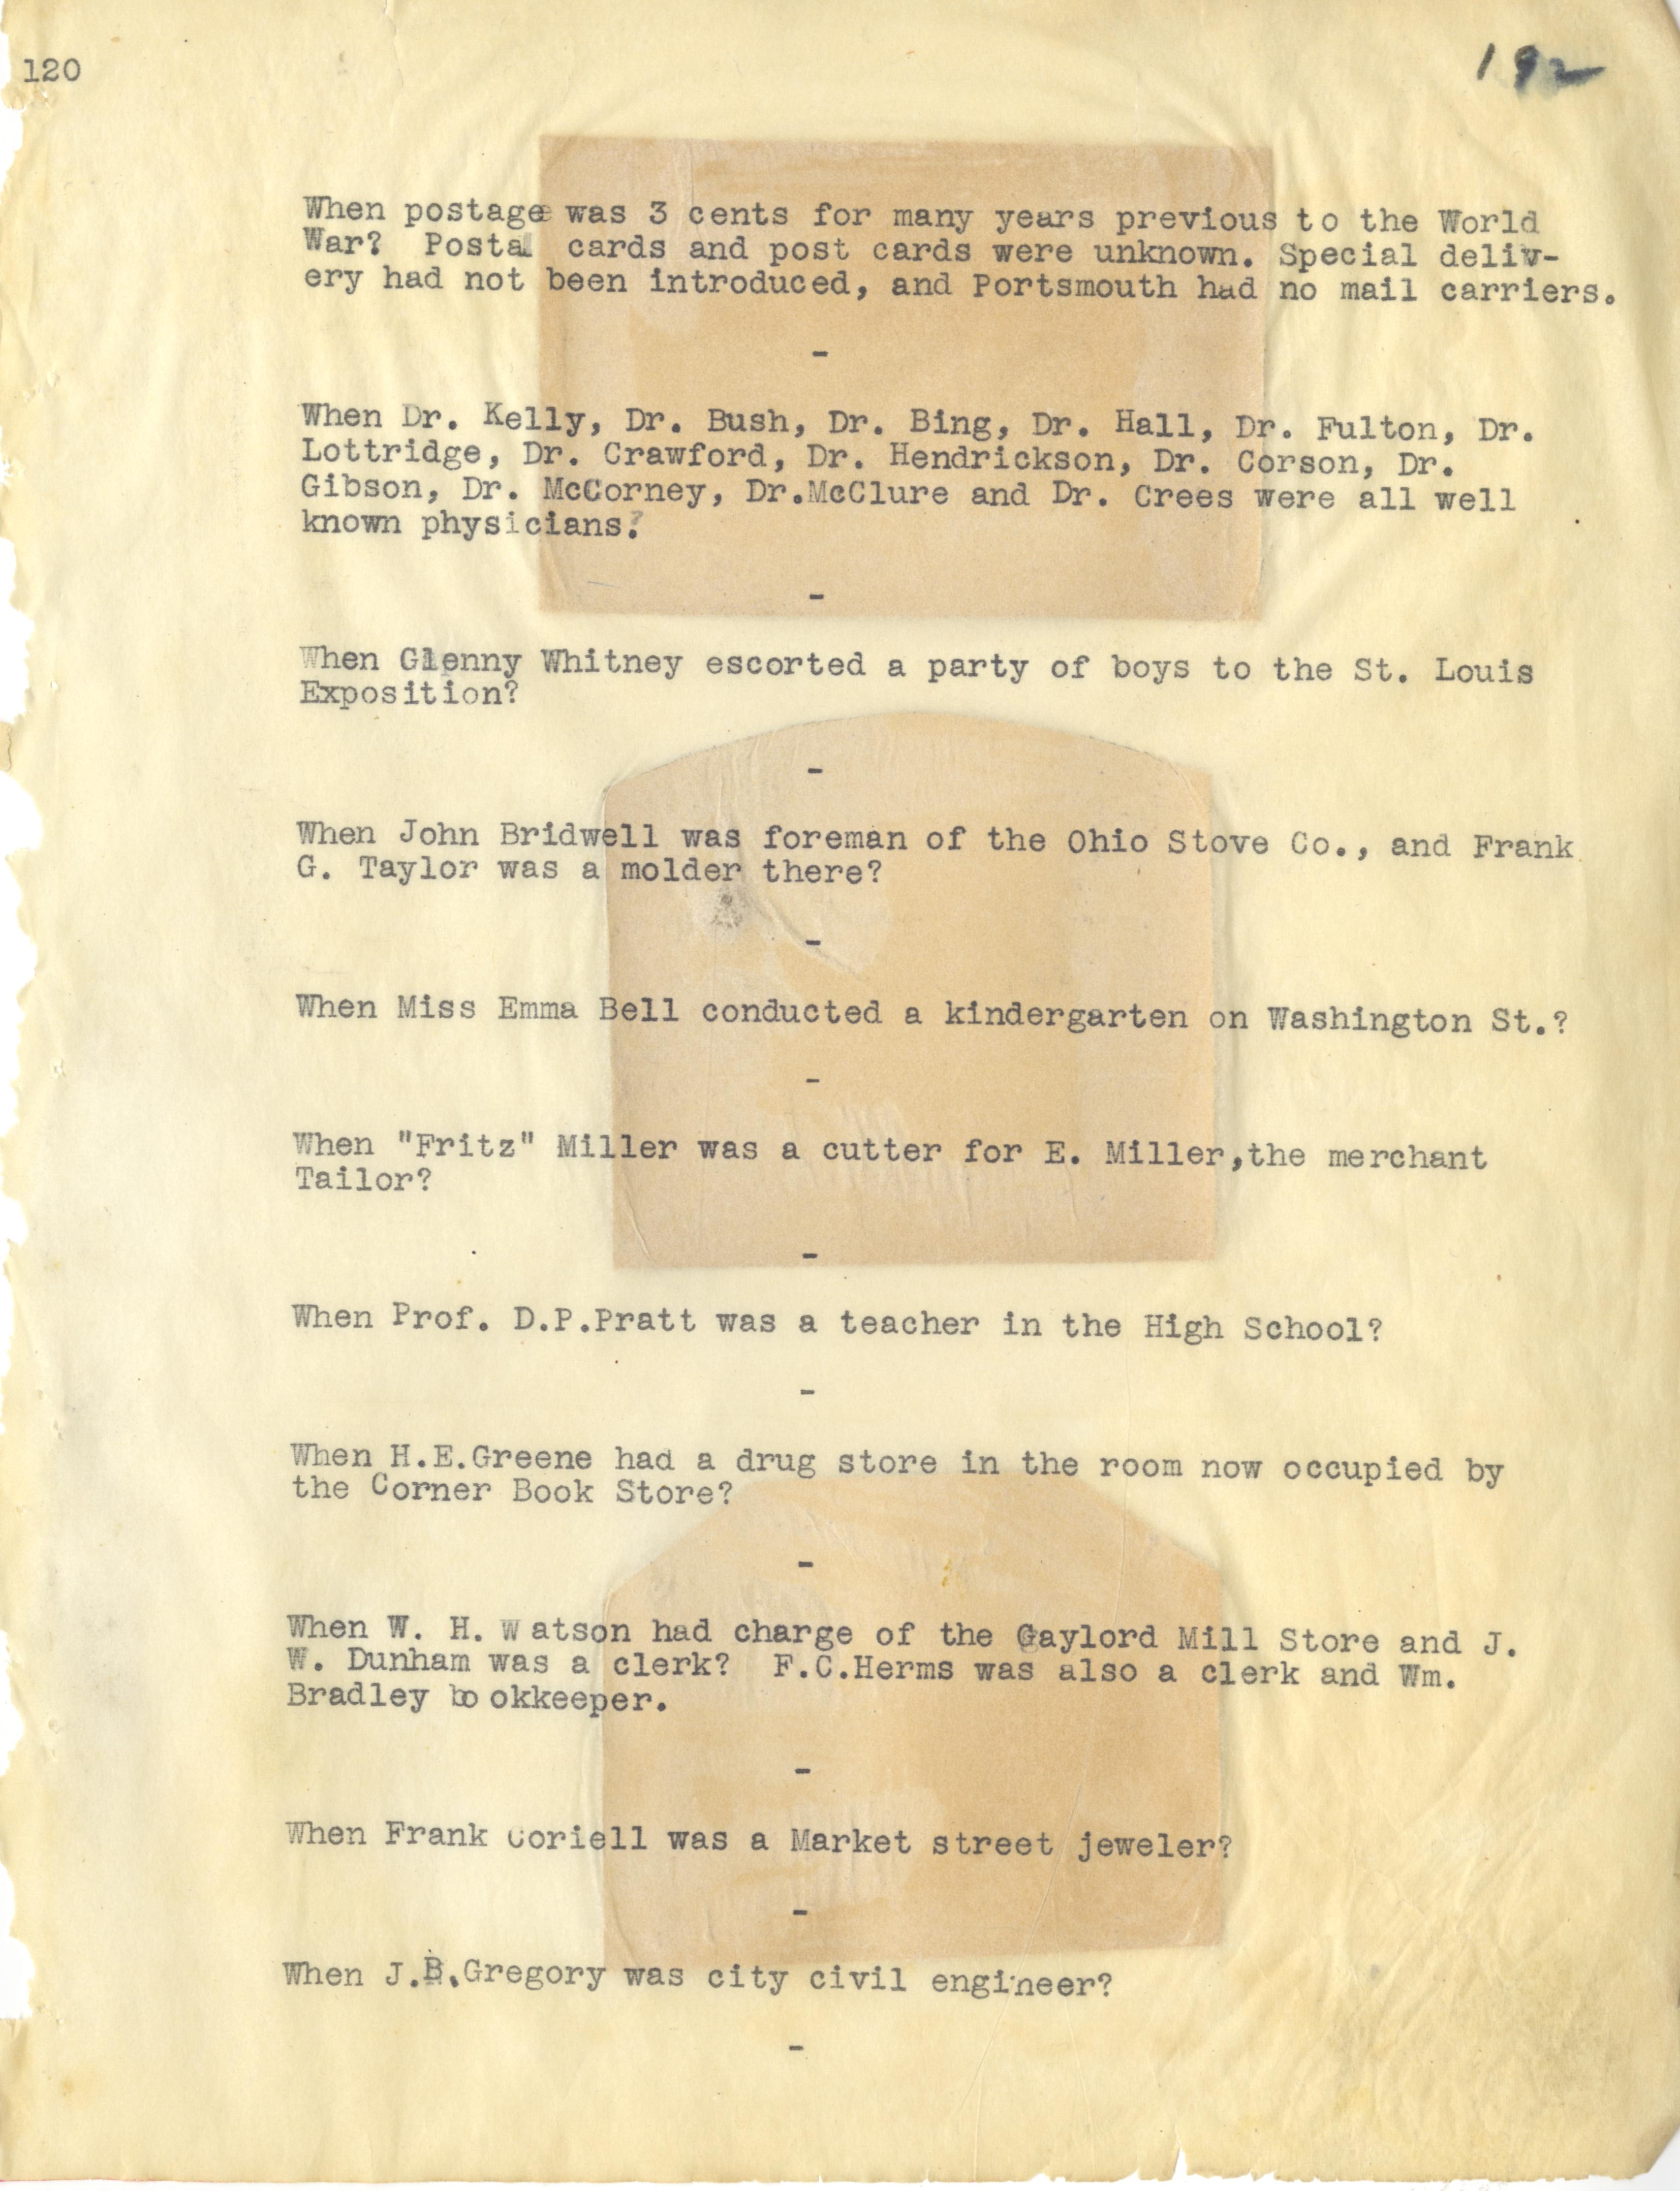 120
192
When postage was 3 cents for many years previous to the World
War? Postal cards and post cards were unknown. Special deliv-
ery had not been introduced, and Portsmouth had no mail carriers.
-
When Dr. Kelly, Dr. Bush, Dr. Bing, Dr. Hall, Dr. Fulton, Dr.
Lottridge, Dr. Crawford, Dr. Hendrickson, Dr. Corson, Dr.
Gibson, Dr. McCorney, Dr.McClure and Dr. Crees were all well
known physicians?
-
When Glenny Whitney escorted a party of boys to the St. Louis
Exposition?
-
When John Bridwell was foreman of the Ohio Stove Co., and Frank
G. Taylor was a molder there?
-
When Miss Emma Bell conducted a kindergarten on Washington St.?
-
When "Fritz" Miller was a cutter for E. Miller,the merchant
Tailor?
-
When Prof. D.P.Pratt was a teacher in the High School?
-
When H.E.Greene had a drug store in the room now occupied by
the Corner Book Store?
-
When W. H. Watson had charge of the Gaylord Mill Store and J.
W. Dunham was a clerk? F.C.Herms was also a clerk and Wm.
Bradley bookkeeper.
-
When Frank Coriell was a Market street jeweler?
-
When J.B.Gregory was city civil engineer?
-